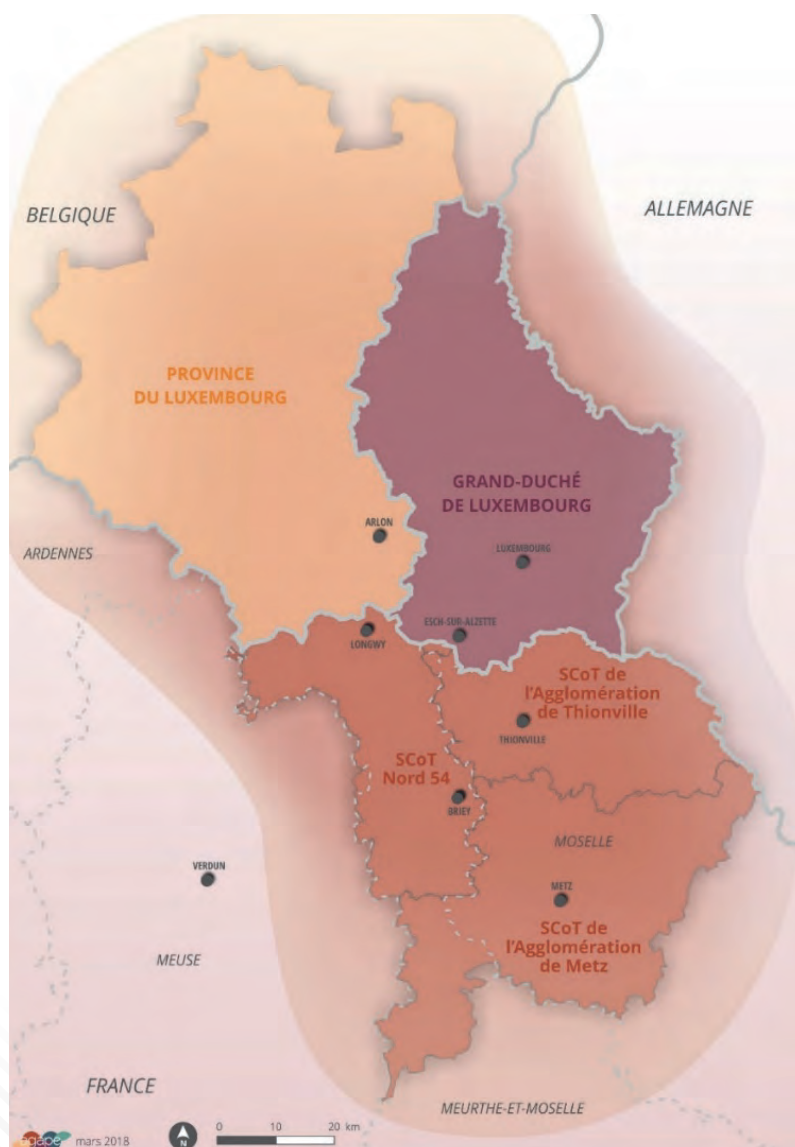 BELGIQUE
ALLEMAGNE
PROVINCE
DU LUXEMBOURG
GRAND-DUCHÉ
DE LUXEMBOURG
ARLON
LUXEMBOURG
ARDENNES
ESCH-SUR-ALZETTE
LONGWY
SCoT de
l'Agglomération
de Thionville
THIONVILLE
SCoT
Nord 54
BRIEY
MOSELLE
VERDUN
METZ
SCoT de
l'Agglomération
de Metz
MEUSE
FRANCE
MEURTHE-ET-MOSELLE
agape mars 2018
N
0 10 20 km